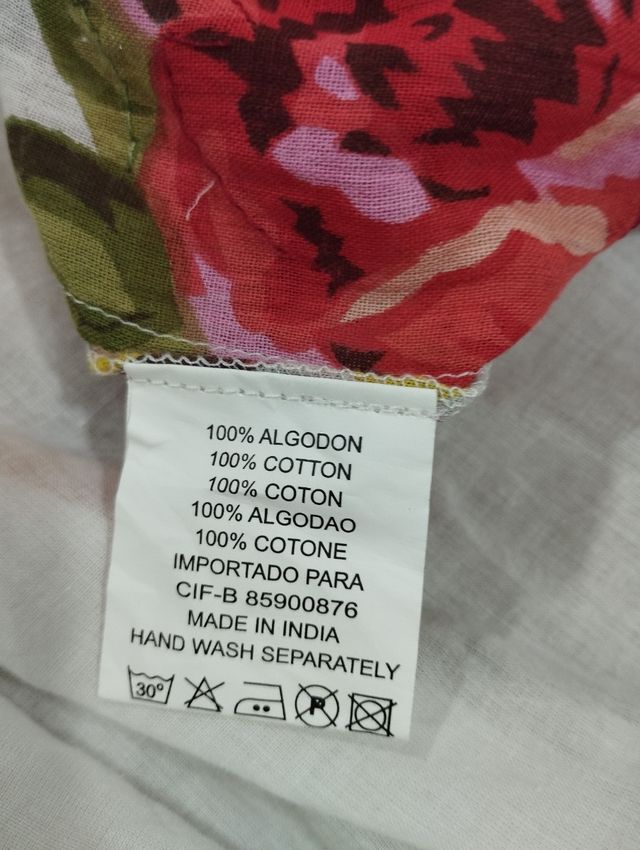 100% ALGODON
100% COTTON
100% COTON
100% ALGODAO
100% COTONE
IMPORTADO PARA
CIF-B 85900876
MADE IN INDIA
HAND WASH SEPARATELY
30º P